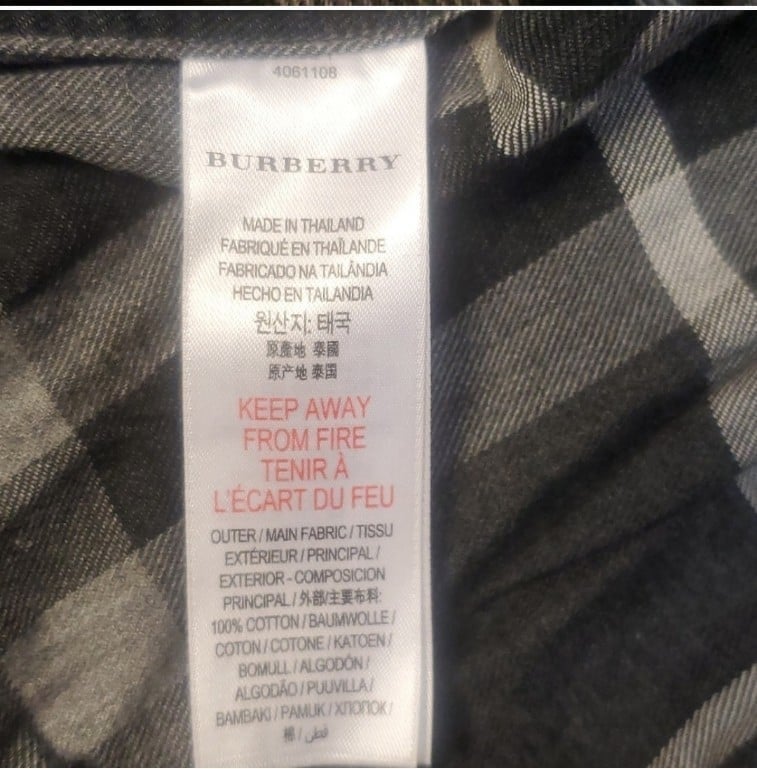 4061108
BURBERRY
MADE IN THAILAND
FABRIQUÉ EN THAÏLANDE
FABRICADO NA TAILÂNDIA
HECHO EN TAILANDIA
원산지: 태국
原產地 泰國
原产地 泰国
KEEP AWAY
FROM FIRE
TENIR À
L'ÉCART DU FEU
OUTER / MAIN FABRIC / TISSU
EXTÉRIEUR / PRINCIPAL /
EXTERIOR - COMPOSICION
PRINCIPAL / 外部/主要布料:
100% COTTON / BAUMWOLLE /
COTON / COTONE / KATOEN /
BOMULL / ALGODÓN /
ALGODÃO / PUUVILLA /
BAMBAKI / PAMUK / ХЛОПОК /
棉 / قطن